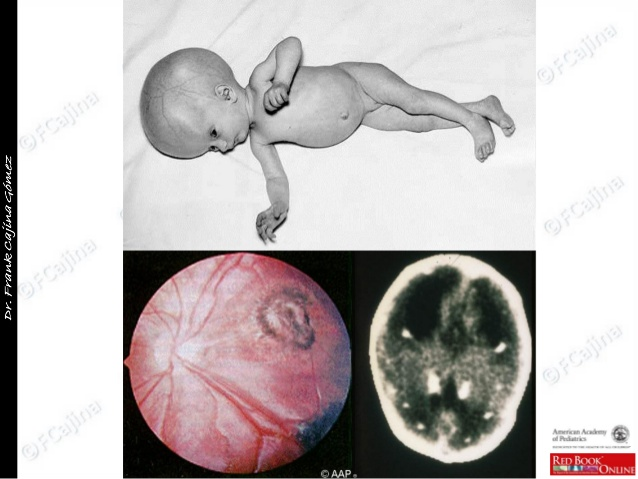 Dr. Frank Cajina Gómez
©FCajina
©FCajina
©FCajina
©FCajina
©FCajina
©FCajina
©FCajina
© AAP
American Academy
of Pediatrics
RED BOOK
ONLINE